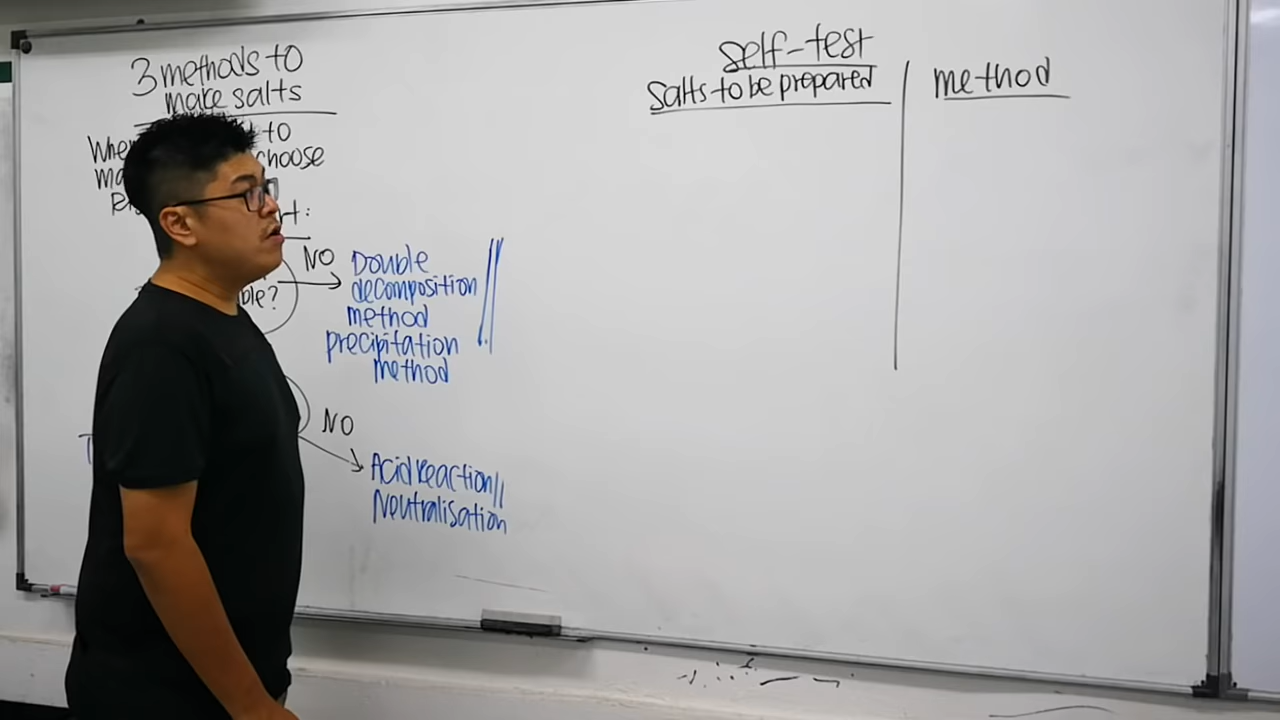 3 methods to
make salts
to
choose
NO
Double
decomposition
method
precipitation
method
NO
Acid reaction//
Neutralisation
self-test
Salts to be prepared
method